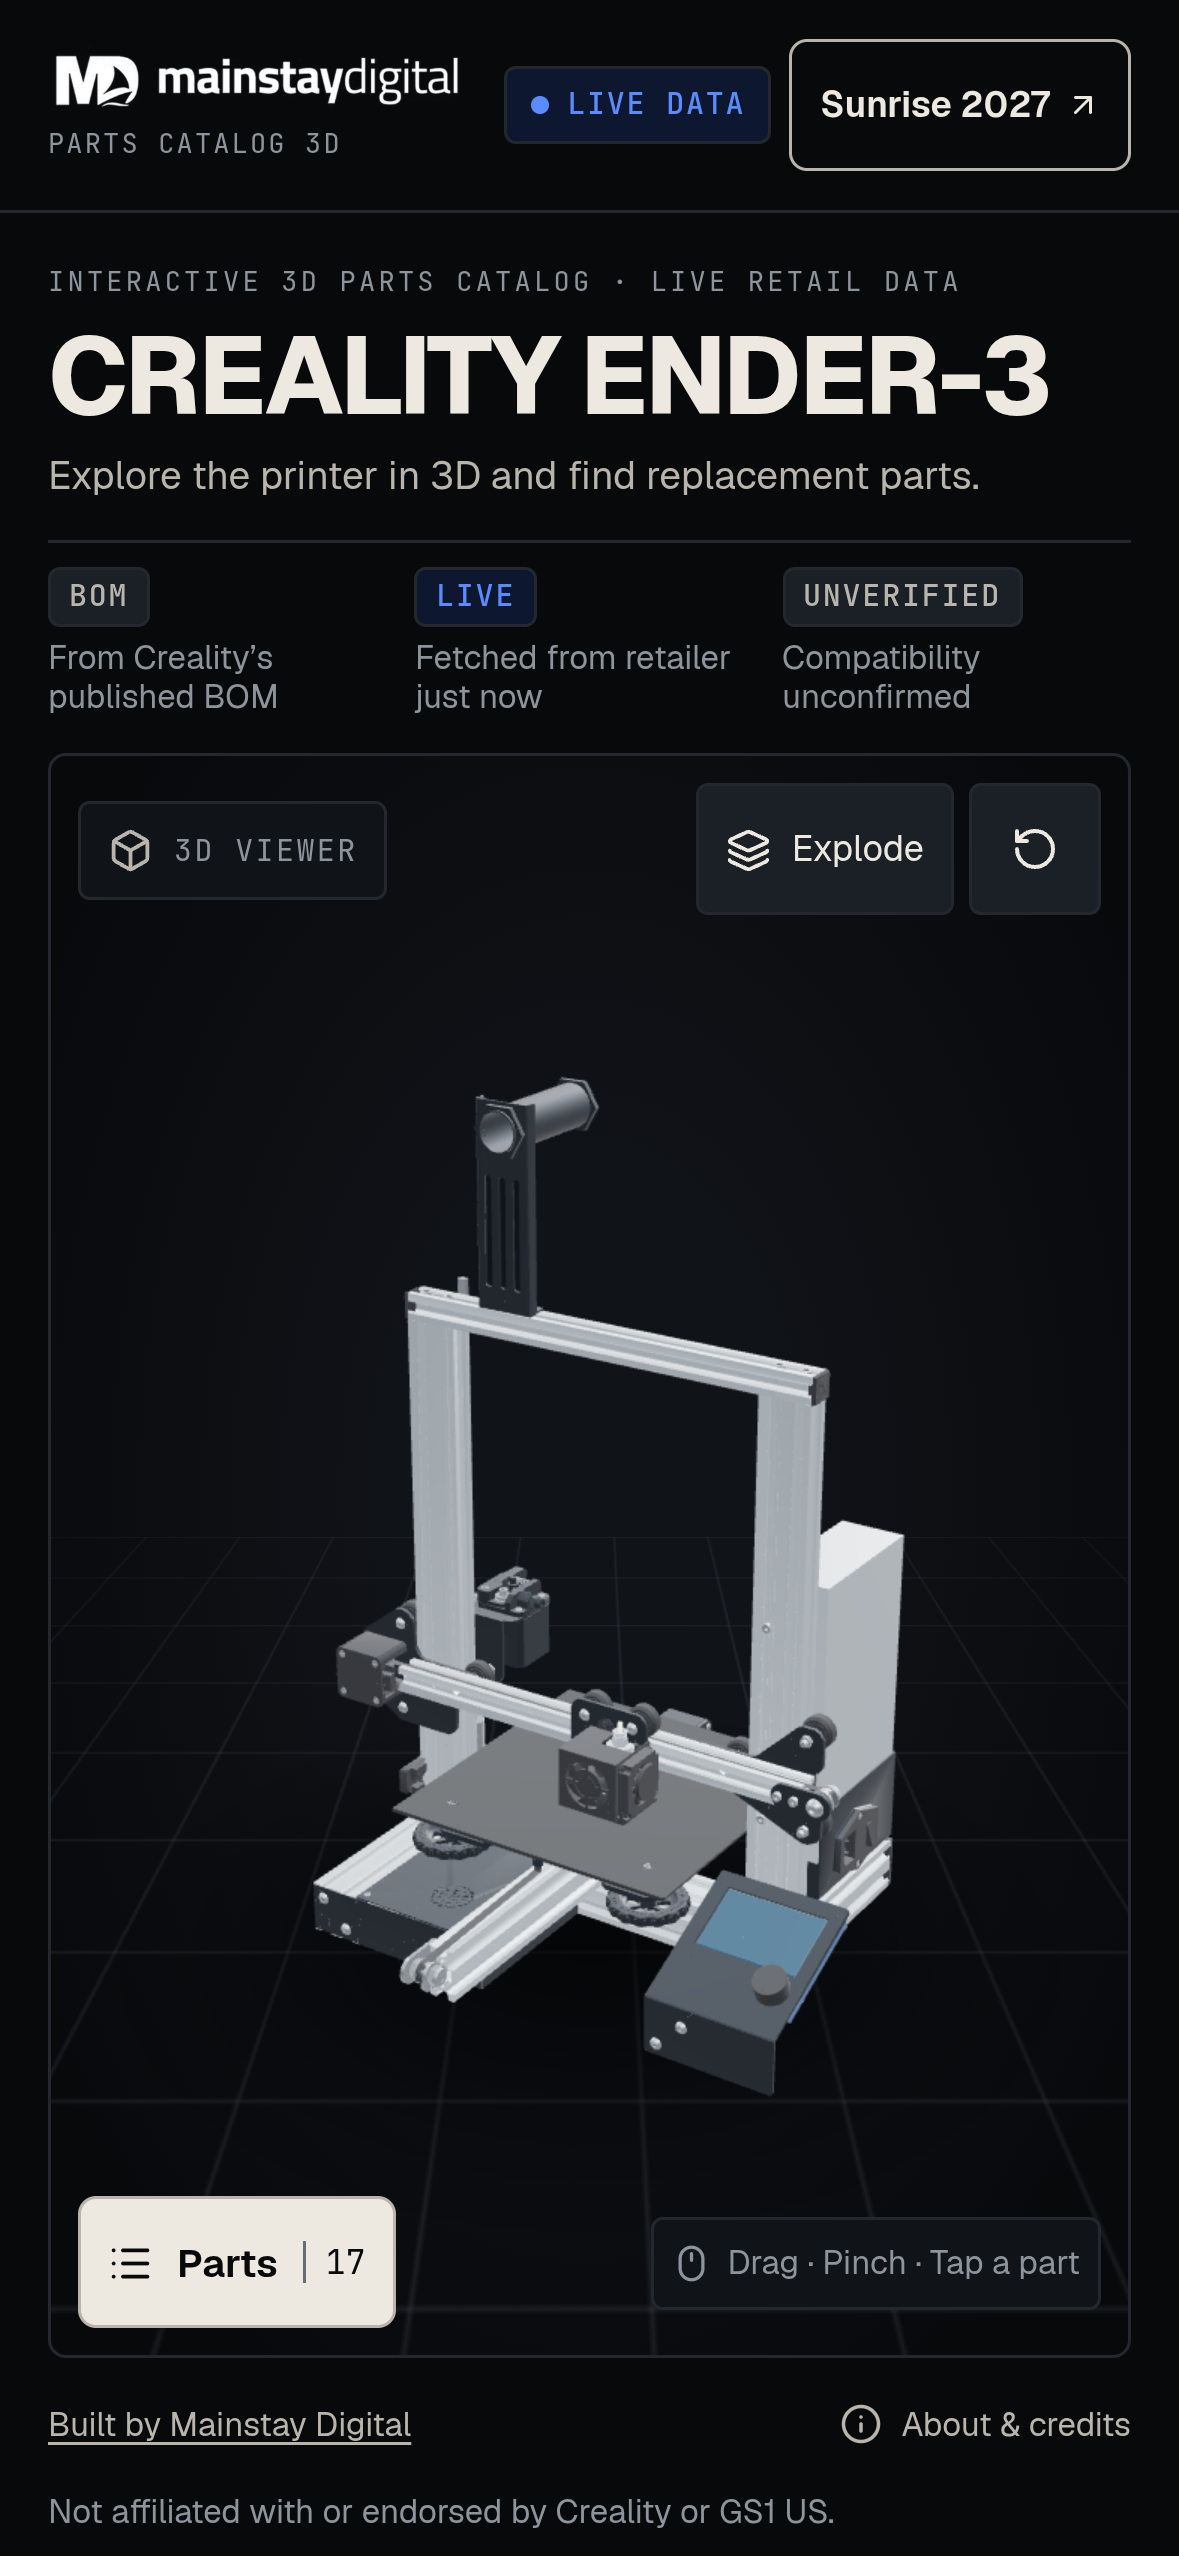 MD mainstaydigital
PARTS CATALOG 3D
LIVE DATA
Sunrise 2027
INTERACTIVE 3D PARTS CATALOG · LIVE RETAIL DATA
CREALITY ENDER-3
Explore the printer in 3D and find replacement parts.
BOM
From Creality’s
published BOM
LIVE
Fetched from retailer
just now
UNVERIFIED
Compatibility
unconfirmed
3D VIEWER
Explode
Parts | 17
Drag · Pinch · Tap a part
Built by Mainstay Digital
About & credits
Not affiliated with or endorsed by Creality or GS1 US.